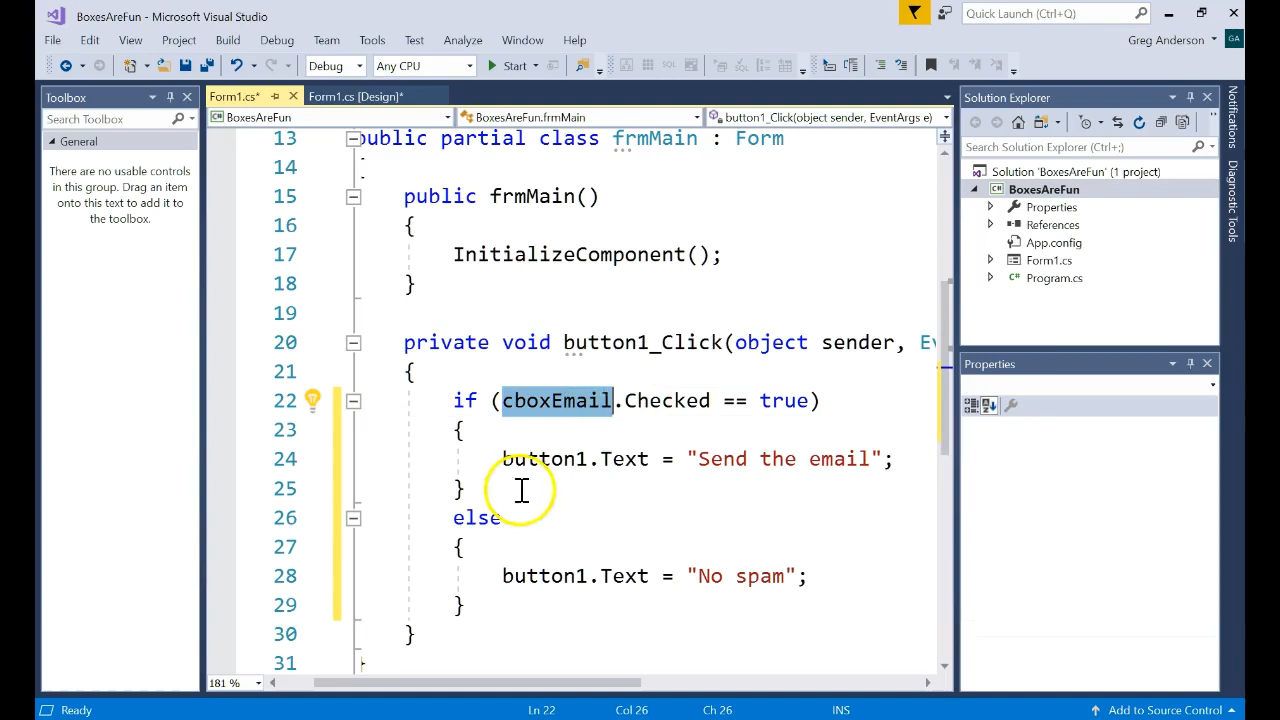 BoxesAreFun - Microsoft Visual Studio
Quick Launch (Ctrl+;)
File Edit View Project Build Debug Team Tools Test Analyze Window Help
Greg Anderson GA
Debug Any CPU Start
Toolbox
Search Toolbox
General
There are no usable controls
in this group. Drag an item
onto this text to add it to the
toolbox.
Form1.cs* Form1.cs [Design]*
BoxesAreFun BoxesAreFun.frmMain button1_Click(object sender, EventArgs e)
13 public partial class frmMain : Form
14 {
15 public frmMain()
16 {
17 InitializeComponent();
18 }
19
20 private void button1_Click(object sender, Ev
21 {
22 if (cboxEmail.Checked == true)
23 {
24 button1.Text = "Send the email";
25 }
26 else
27 {
28 button1.Text = "No spam";
29 }
30 }
31 }
181 %
Solution Explorer
Search Solution Explorer (Ctrl+;)
Solution 'BoxesAreFun' (1 project)
BoxesAreFun
Properties
References
App.config
Form1.cs
Program.cs
Properties
Notifications
Diagnostic Tools
Ready Ln 22 Col 26 Ch 26 INS Add to Source Control